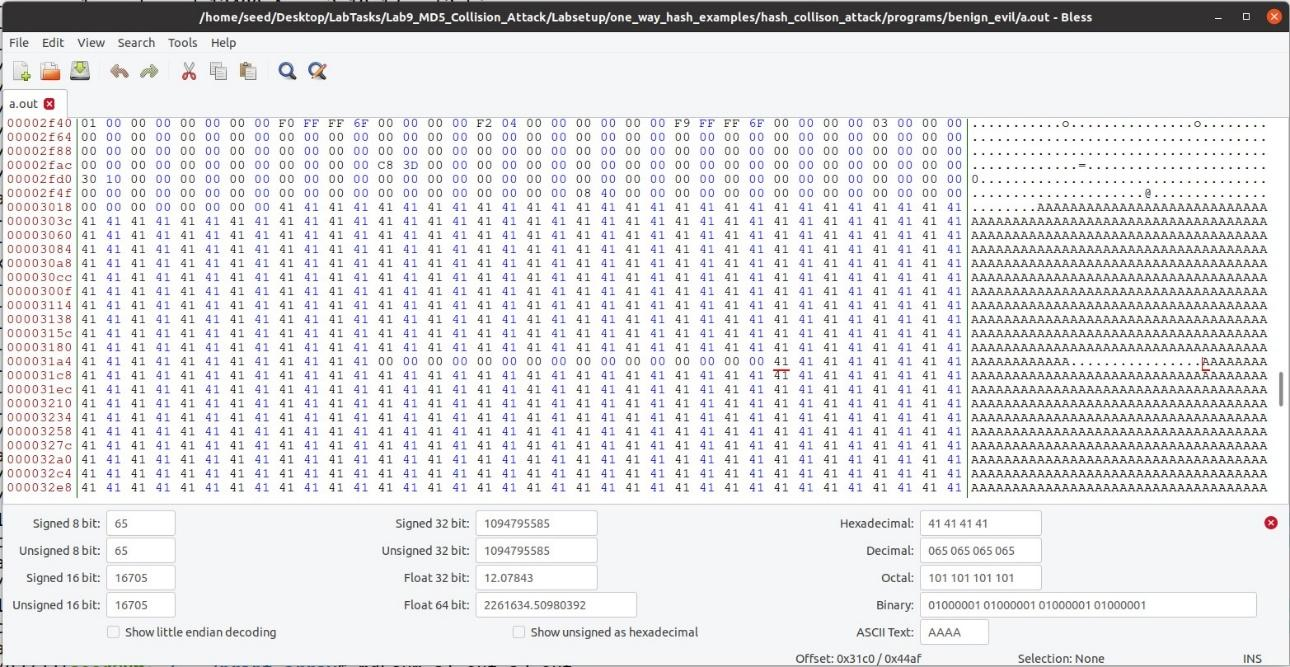 /home/seed/Desktop/LabTasks/Lab9_MD5_Collision_Attack/Labsetup/one_way_hash_examples/hash_collison_attack/programs/benign_evil/a.out - Bless
File Edit View Search Tools Help
a.out
00002f40 01 00 00 00 00 00 00 00 F0 FF FF 6F 00 00 00 00 F2 04 00 00 00 00 00 00 F9 FF FF 6F 00 00 00 00 03 00 00 00 ...........o...............o........
00002f64 00 00 00 00 00 00 00 00 00 00 00 00 00 00 00 00 00 00 00 00 00 00 00 00 00 00 00 00 00 00 00 00 00 00 00 00 ....................................
00002f88 00 00 00 00 00 00 00 00 00 00 00 00 00 00 00 00 00 00 00 00 00 00 00 00 00 00 00 00 00 00 00 00 00 00 00 00 ....................................
00002fac 00 00 00 00 00 00 00 00 00 00 00 00 C8 3D 00 00 00 00 00 00 00 00 00 00 00 00 00 00 00 00 00 00 00 00 00 00 .............=......................
00002fd0 30 10 00 00 00 00 00 00 00 00 00 00 00 00 00 00 00 00 00 00 00 00 00 00 00 00 00 00 00 00 00 00 00 00 00 00 0...................................
00002f4f 00 00 00 00 00 00 00 00 00 00 00 00 00 00 00 00 00 00 00 00 08 40 00 00 00 00 00 00 00 00 00 00 00 00 00 00 .....................@..............
00003018 00 00 00 00 00 00 00 00 41 41 41 41 41 41 41 41 41 41 41 41 41 41 41 41 41 41 41 41 41 41 41 41 41 41 41 41 ........AAAAAAAAAAAAAAAAAAAAAAAAAAAA
0000303c 41 41 41 41 41 41 41 41 41 41 41 41 41 41 41 41 41 41 41 41 41 41 41 41 41 41 41 41 41 41 41 41 41 41 41 41 AAAAAAAAAAAAAAAAAAAAAAAAAAAAAAAAAAAA
00003060 41 41 41 41 41 41 41 41 41 41 41 41 41 41 41 41 41 41 41 41 41 41 41 41 41 41 41 41 41 41 41 41 41 41 41 41 AAAAAAAAAAAAAAAAAAAAAAAAAAAAAAAAAAAA
00003084 41 41 41 41 41 41 41 41 41 41 41 41 41 41 41 41 41 41 41 41 41 41 41 41 41 41 41 41 41 41 41 41 41 41 41 41 AAAAAAAAAAAAAAAAAAAAAAAAAAAAAAAAAAAA
000030a8 41 41 41 41 41 41 41 41 41 41 41 41 41 41 41 41 41 41 41 41 41 41 41 41 41 41 41 41 41 41 41 41 41 41 41 41 AAAAAAAAAAAAAAAAAAAAAAAAAAAAAAAAAAAA
000030cc 41 41 41 41 41 41 41 41 41 41 41 41 41 41 41 41 41 41 41 41 41 41 41 41 41 41 41 41 41 41 41 41 41 41 41 41 AAAAAAAAAAAAAAAAAAAAAAAAAAAAAAAAAAAA
0000300f 41 41 41 41 41 41 41 41 41 41 41 41 41 41 41 41 41 41 41 41 41 41 41 41 41 41 41 41 41 41 41 41 41 41 41 41 AAAAAAAAAAAAAAAAAAAAAAAAAAAAAAAAAAAA
00003114 41 41 41 41 41 41 41 41 41 41 41 41 41 41 41 41 41 41 41 41 41 41 41 41 41 41 41 41 41 41 41 41 41 41 41 41 AAAAAAAAAAAAAAAAAAAAAAAAAAAAAAAAAAAA
00003138 41 41 41 41 41 41 41 41 41 41 41 41 41 41 41 41 41 41 41 41 41 41 41 41 41 41 41 41 41 41 41 41 41 41 41 41 AAAAAAAAAAAAAAAAAAAAAAAAAAAAAAAAAAAA
0000315c 41 41 41 41 41 41 41 41 41 41 41 41 41 41 41 41 41 41 41 41 41 41 41 41 41 41 41 41 41 41 41 41 41 41 41 41 AAAAAAAAAAAAAAAAAAAAAAAAAAAAAAAAAAAA
00003180 41 41 41 41 41 41 41 41 41 41 41 41 41 41 41 41 41 41 41 41 41 41 41 41 41 41 41 41 41 41 41 41 41 41 41 41 AAAAAAAAAAAAAAAAAAAAAAAAAAAAAAAAAAAA
000031a4 41 41 41 41 41 41 41 41 41 41 41 41 00 00 00 00 00 00 00 00 00 00 00 00 00 00 00 00 41 41 41 41 41 41 41 41 AAAAAAAAAAAA................AAAAAAAA
000031c8 41 41 41 41 41 41 41 41 41 41 41 41 41 41 41 41 41 41 41 41 41 41 41 41 41 41 41 41 41 41 41 41 41 41 41 41 AAAAAAAAAAAAAAAAAAAAAAAAAAAAAAAAAAAA
000031ec 41 41 41 41 41 41 41 41 41 41 41 41 41 41 41 41 41 41 41 41 41 41 41 41 41 41 41 41 41 41 41 41 41 41 41 41 AAAAAAAAAAAAAAAAAAAAAAAAAAAAAAAAAAAA
00003210 41 41 41 41 41 41 41 41 41 41 41 41 41 41 41 41 41 41 41 41 41 41 41 41 41 41 41 41 41 41 41 41 41 41 41 41 AAAAAAAAAAAAAAAAAAAAAAAAAAAAAAAAAAAA
00003234 41 41 41 41 41 41 41 41 41 41 41 41 41 41 41 41 41 41 41 41 41 41 41 41 41 41 41 41 41 41 41 41 41 41 41 41 AAAAAAAAAAAAAAAAAAAAAAAAAAAAAAAAAAAA
00003258 41 41 41 41 41 41 41 41 41 41 41 41 41 41 41 41 41 41 41 41 41 41 41 41 41 41 41 41 41 41 41 41 41 41 41 41 AAAAAAAAAAAAAAAAAAAAAAAAAAAAAAAAAAAA
0000327c 41 41 41 41 41 41 41 41 41 41 41 41 41 41 41 41 41 41 41 41 41 41 41 41 41 41 41 41 41 41 41 41 41 41 41 41 AAAAAAAAAAAAAAAAAAAAAAAAAAAAAAAAAAAA
000032a0 41 41 41 41 41 41 41 41 41 41 41 41 41 41 41 41 41 41 41 41 41 41 41 41 41 41 41 41 41 41 41 41 41 41 41 41 AAAAAAAAAAAAAAAAAAAAAAAAAAAAAAAAAAAA
000032c4 41 41 41 41 41 41 41 41 41 41 41 41 41 41 41 41 41 41 41 41 41 41 41 41 41 41 41 41 41 41 41 41 41 41 41 41 AAAAAAAAAAAAAAAAAAAAAAAAAAAAAAAAAAAA
000032e8 41 41 41 41 41 41 41 41 41 41 41 41 41 41 41 41 41 41 41 41 41 41 41 41 41 41 41 41 41 41 41 41 41 41 41 41 AAAAAAAAAAAAAAAAAAAAAAAAAAAAAAAAAAAA
Signed 8 bit: 65 Signed 32 bit: 1094795585 Hexadecimal: 41 41 41 41
Unsigned 8 bit: 65 Unsigned 32 bit: 1094795585 Decimal: 065 065 065 065
Signed 16 bit: 16705 Float 32 bit: 12.07843 Octal: 101 101 101 101
Unsigned 16 bit: 16705 Float 64 bit: 2261634.50980392 Binary: 01000001 01000001 01000001 01000001
Show little endian decoding Show unsigned as hexadecimal ASCII Text: AAAA
Offset: 0x31c0 / 0x44af Selection: None INS